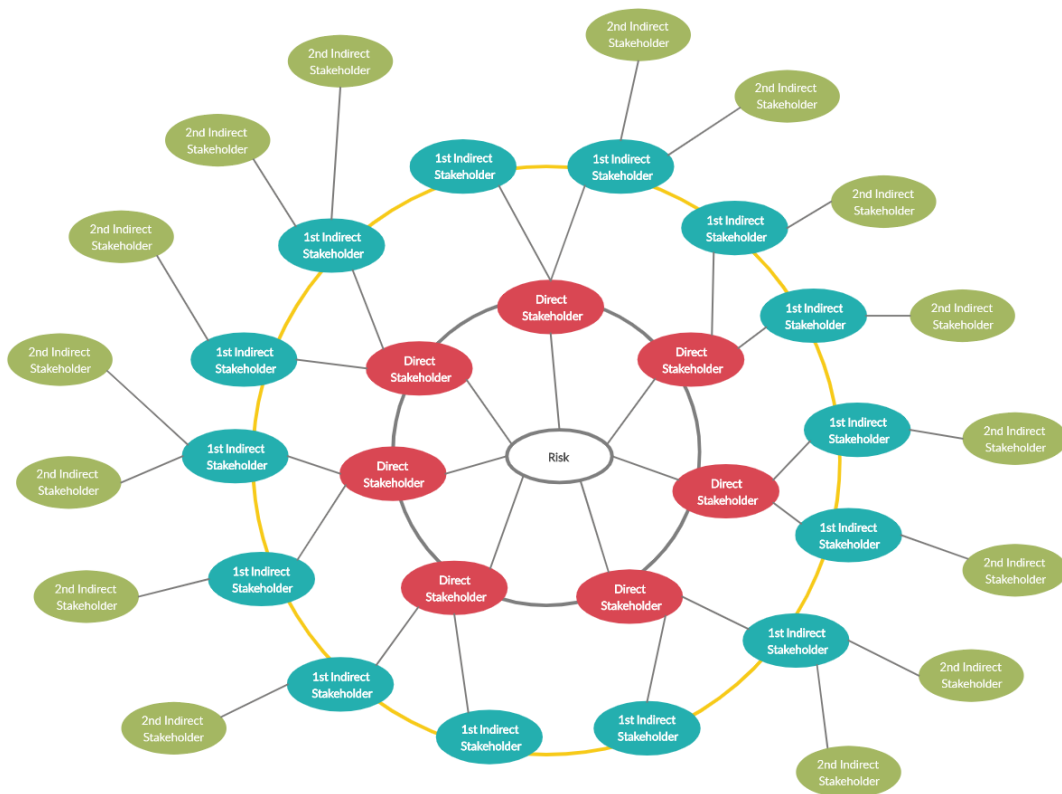 2nd Indirect
Stakeholder
2nd Indirect
Stakeholder
2nd Indirect
Stakeholder
2nd Indirect
Stakeholder
1st Indirect
Stakeholder
1st Indirect
Stakeholder
2nd Indirect
Stakeholder
1st Indirect
Stakeholder
2nd Indirect
Stakeholder
1st Indirect
Stakeholder
Direct
Stakeholder
1st Indirect
Stakeholder
2nd Indirect
Stakeholder
2nd Indirect
Stakeholder
1st Indirect
Stakeholder
Direct
Stakeholder
Direct
Stakeholder
1st Indirect
Stakeholder
2nd Indirect
Stakeholder
1st Indirect
Stakeholder
Risk
Direct
Stakeholder
2nd Indirect
Stakeholder
Direct
Stakeholder
1st Indirect
Stakeholder
2nd Indirect
Stakeholder
1st Indirect
Stakeholder
Direct
Stakeholder
2nd Indirect
Stakeholder
Direct
Stakeholder
1st Indirect
Stakeholder
2nd Indirect
Stakeholder
1st Indirect
Stakeholder
2nd Indirect
Stakeholder
1st Indirect
Stakeholder
1st Indirect
Stakeholder
2nd Indirect
Stakeholder